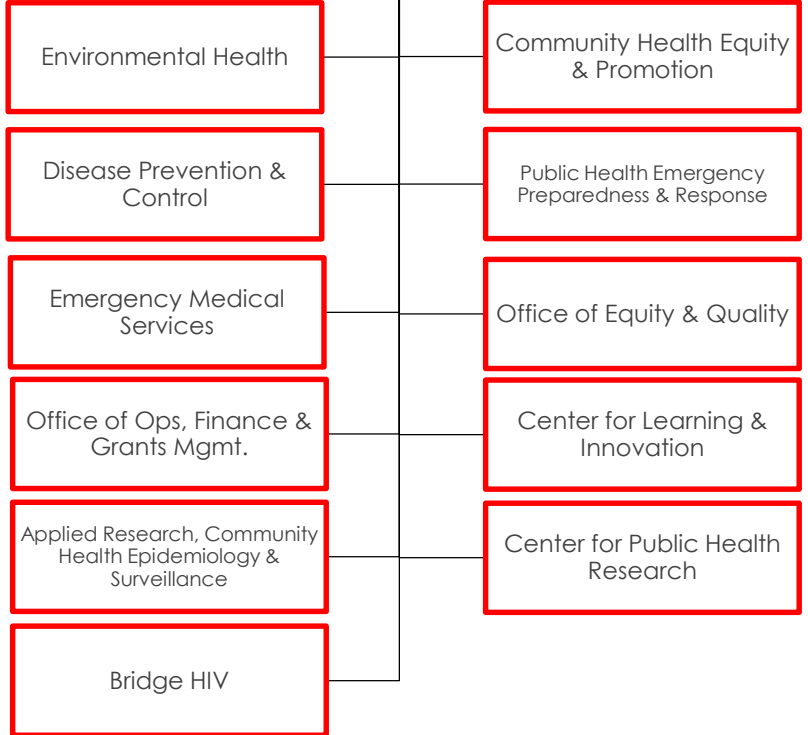 Environmental Health
Community Health Equity
& Promotion
Disease Prevention &
Control
Public Health Emergency
Preparedness & Response
Emergency Medical
Services
Office of Equity & Quality
Office of Ops, Finance &
Grants Mgmt.
Center for Learning &
Innovation
Applied Research, Community
Health Epidemiology &
Surveillance
Center for Public Health
Research
Bridge HIV